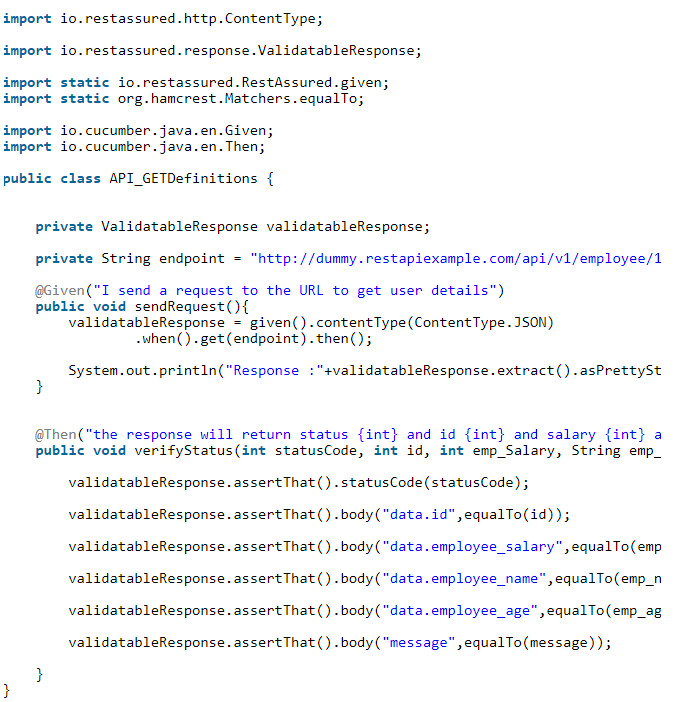 import io.restassured.http.ContentType;
import io.restassured.response.ValidatableResponse;
import static io.restassured.RestAssured.given;
import static org.hamcrest.Matchers.equalTo;
import io.cucumber.java.en.Given;
import io.cucumber.java.en.Then;
public class API_GETDefinitions {
private ValidatableResponse validatableResponse;
private String endpoint = "http://dummy.restapiexample.com/api/v1/employee/1
@Given("I send a request to the URL to get user details")
public void sendRequest(){
validatableResponse = given().contentType(ContentType.JSON)
.when().get(endpoint).then();
System.out.println("Response :"+validatableResponse.extract().asPrettySt
}
@Then("the response will return status {int} and id {int} and salary {int} a
public void verifyStatus(int statusCode, int id, int emp_Salary, String emp_
validatableResponse.assertThat().statusCode(statusCode);
validatableResponse.assertThat().body("data.id",equalTo(id));
validatableResponse.assertThat().body("data.employee_salary",equalTo(emp
validatableResponse.assertThat().body("data.employee_name",equalTo(emp_n
validatableResponse.assertThat().body("data.employee_age",equalTo(emp_ag
validatableResponse.assertThat().body("message",equalTo(message));
}
}